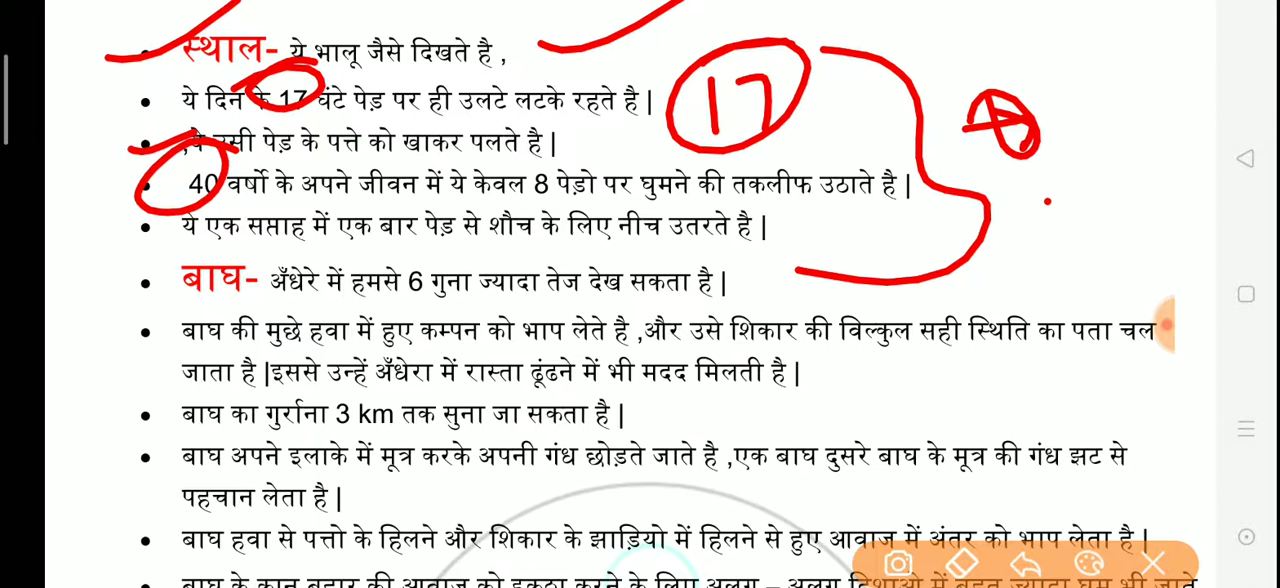 • स्थाल- ये भालू जैसे दिखते है ,
• ये दिन के 17 घंटे पेड़ पर ही उलटे लटके रहते है |
17
• ,ये उसी पेड़ के पत्ते को खाकर पलते है |
• 40 वर्षो के अपने जीवन में ये केवल 8 पेड़ो पर घुमने की तकलीफ उठाते है |
• ये एक सप्ताह में एक बार पेड़ से शौच के लिए नीच उतरते है |
• बाघ- अँधेरे में हमसे 6 गुना ज्यादा तेज देख सकता है |
• बाघ की मुछे हवा में हुए कम्पन को भाप लेते है ,और उसे शिकार की विल्कुल सही स्थिति का पता चल
जाता है |इससे उन्हें अँधेरा में रास्ता ढूंढने में भी मदद मिलती है |
• बाघ का गुर्राना 3 km तक सुना जा सकता है |
• बाघ अपने इलाके में मूत्र करके अपनी गंध छोड़ते जाते है ,एक बाघ दुसरे बाघ के मूत्र की गंध झट से
पहचान लेता है |
• बाघ हवा से पत्तो के हिलने और शिकार के झाड़ियो में हिलने से हुए आवाज में अंतर को भाप लेता है |